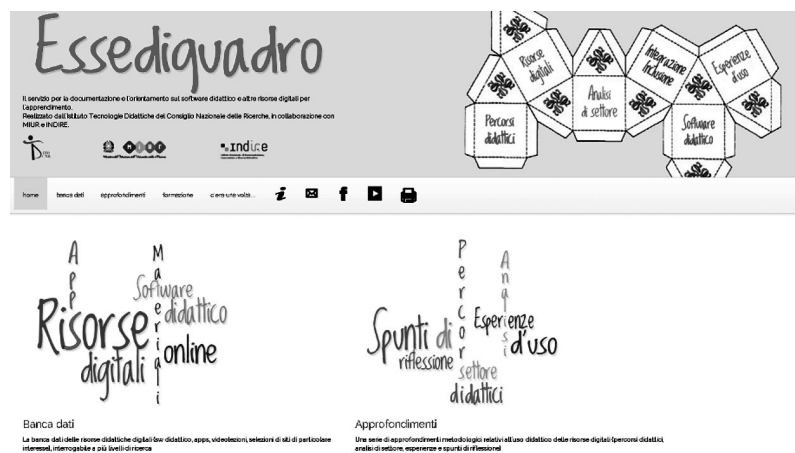 Essediquadro
Il servizio per la documentazione e l'orientamento sul software didattico e altre risorse digitali per
l'apprendimento.
Realizzato dall'Istituto Tecnologie Didattiche del Consiglio Nazionale delle Ricerche, in collaborazione con
MIUR e INDIRE.
indire
Risorse
digitali
Integrazione
Inclusione
Esperienze
d'uso
Analisi
di settore
Percorsi
didattici
Software
didattico
home
banca dati
approfondimenti
formazione
c'era una volta...
App
Materiali
Software
didattico
Risorse
digitali
online
Percorsi
Analisi
Spunti di
riflessione
Esperienze
d'uso
settore
didattici
Banca dati
La banca dati delle risorse didattiche digitali (sw didattico, apps, videolezioni, selezioni di siti di particolare
interesse), interrogabile a più livelli di ricerca
Approfondimenti
Una serie di approfondimenti metodologici relativi all'uso didattico delle risorse digitali (percorsi didattici,
analisi di settore, esperienze e spunti di riflessione)